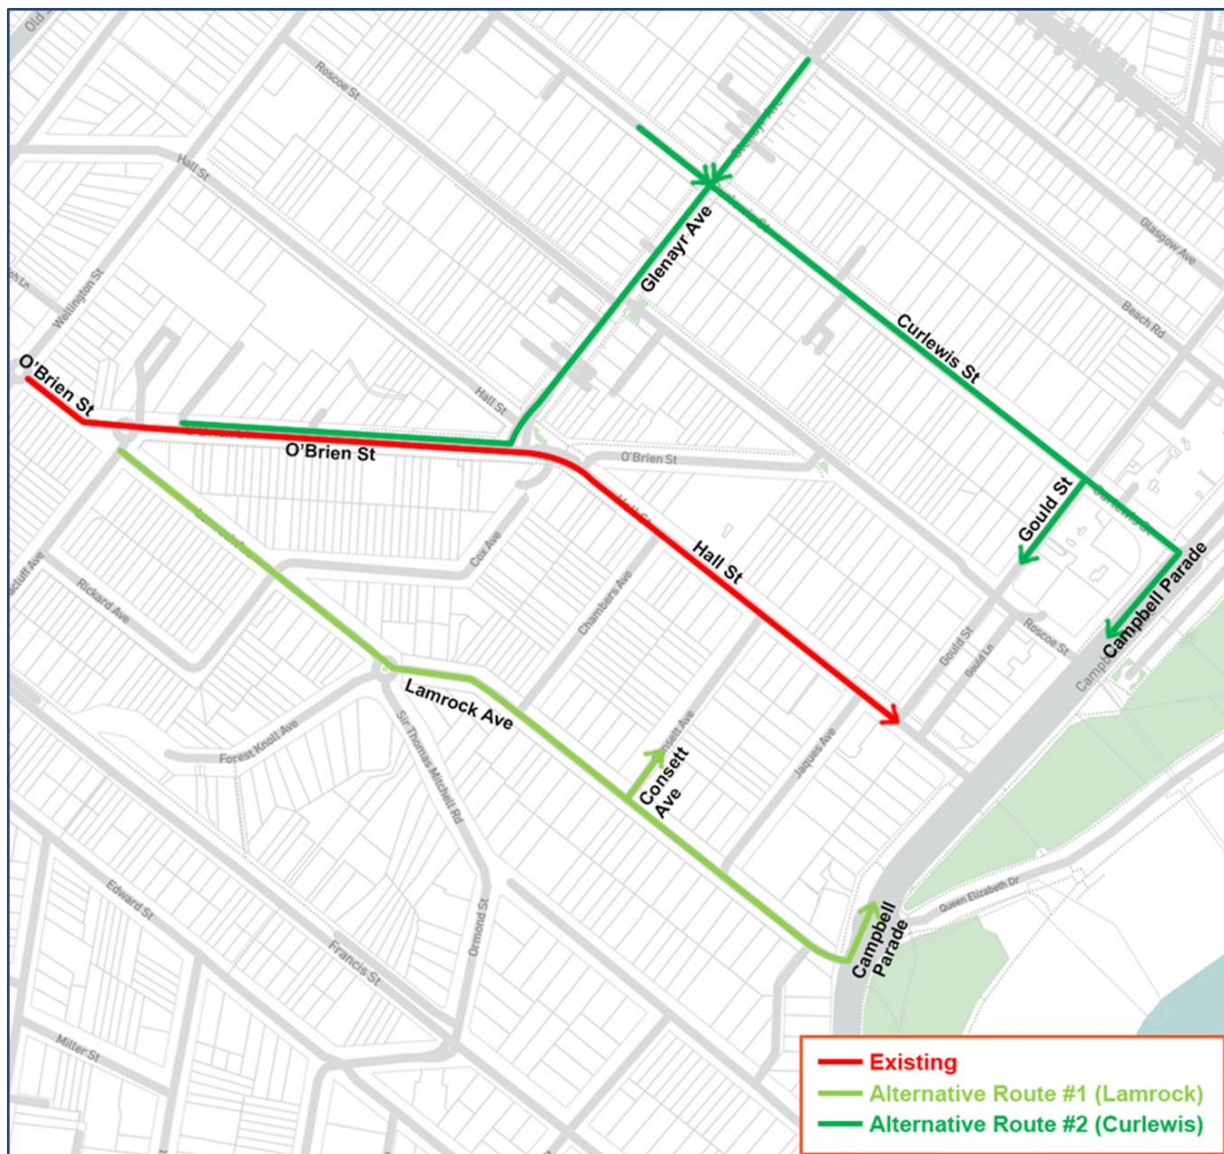 Roscoe St
Hall St
Wellington St
Glasgow Ave
Beach Rd
Glenayr Ave
Curlewis St
O'Brien St
O'Brien St
Hall St
O'Brien St
Gould St
Curlewis St
Campbell Parade
Hall St
Cox Ave
Rickard Ave
Chambers Ave
Gould St
Gould Ln
Roscoe St
Lamrock Ave
Forest Knoll Ave
Sir Thomas Mitchell Rd
Consett
Ave
Jaques Ave
Queen Elizabeth Dr
Campbell
Parade
Edward St
Francis St
Ormond St
Miller St
Existing
Alternative Route #1 (Lamrock)
Alternative Route #2 (Curlewis)